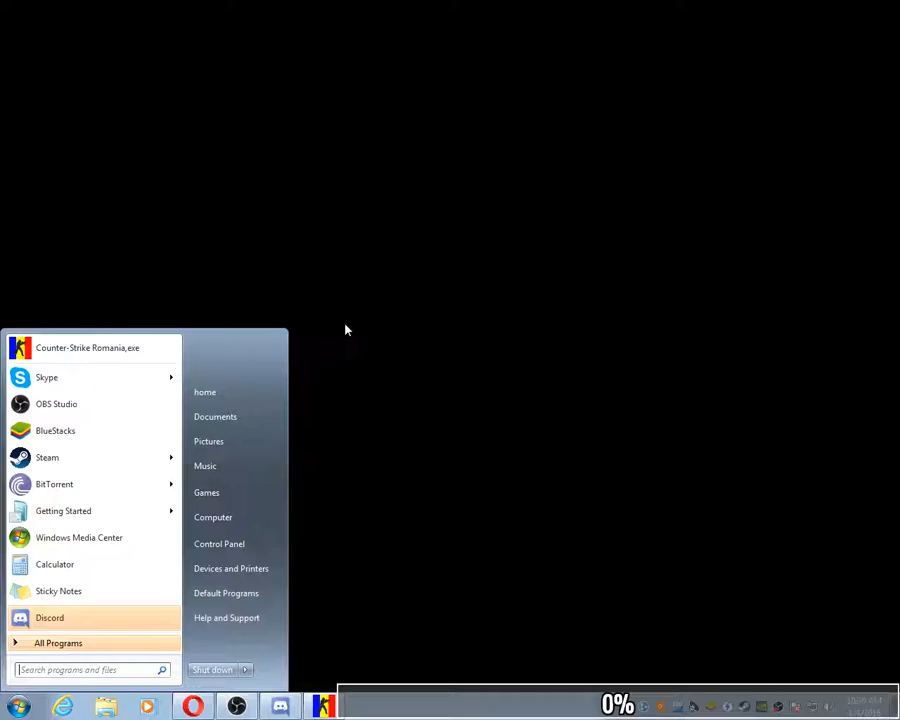 Counter-Strike Romania,exe
Skype
OBS Studio
BlueStacks
Steam
BitTorrent
Getting Started
Windows Media Center
Calculator
Sticky Notes
Discord
All Programs
Search programs and files
home
Documents
Pictures
Music
Games
Computer
Control Panel
Devices and Printers
Default Programs
Help and Support
Shut down
0%